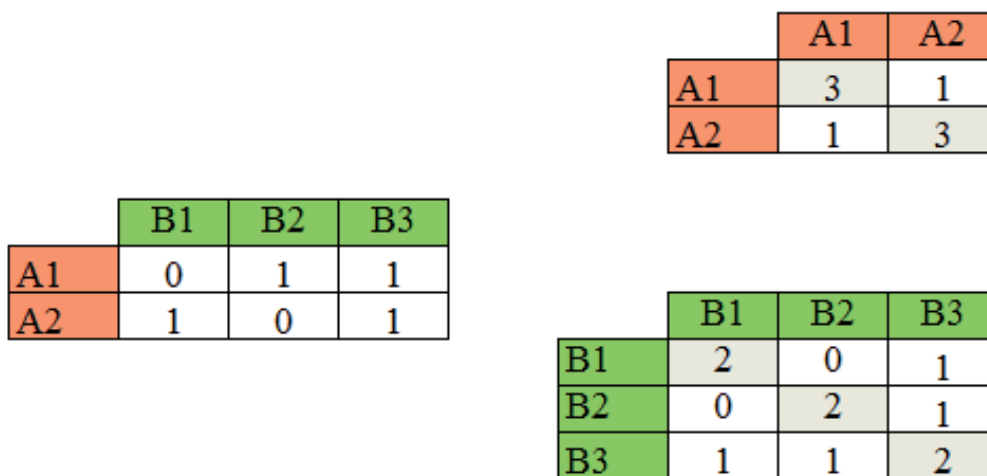 A1 A2
A1 3 1
A2 1 3
B1 B2 B3
A1 0 1 1
A2 1 0 1
B1 B2 B3
B1 2 0 1
B2 0 2 1
B3 1 1 2